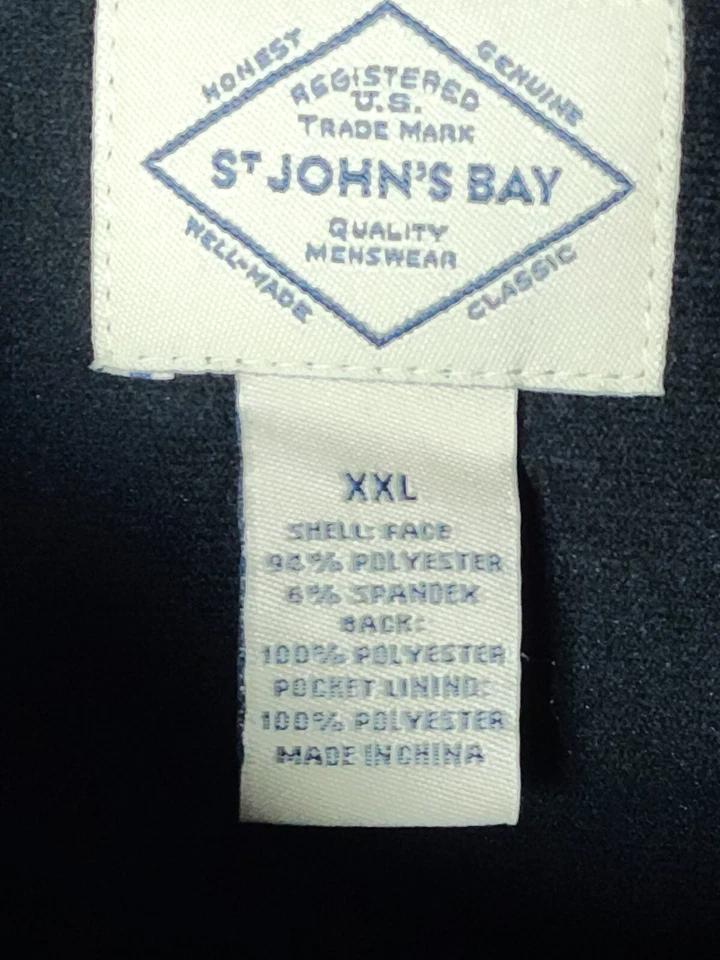 HONEST
GENUINE
REGISTERED
U.S.
TRADE MARK
ST JOHN'S BAY
QUALITY
MENSWEAR
WELL-MADE
CLASSIC
XXL
SHELL: FACE
94% POLYESTER
6% SPANDEX
BACK:
100% POLYESTER
POCKET LINING:
100% POLYESTER
MADE IN CHINA